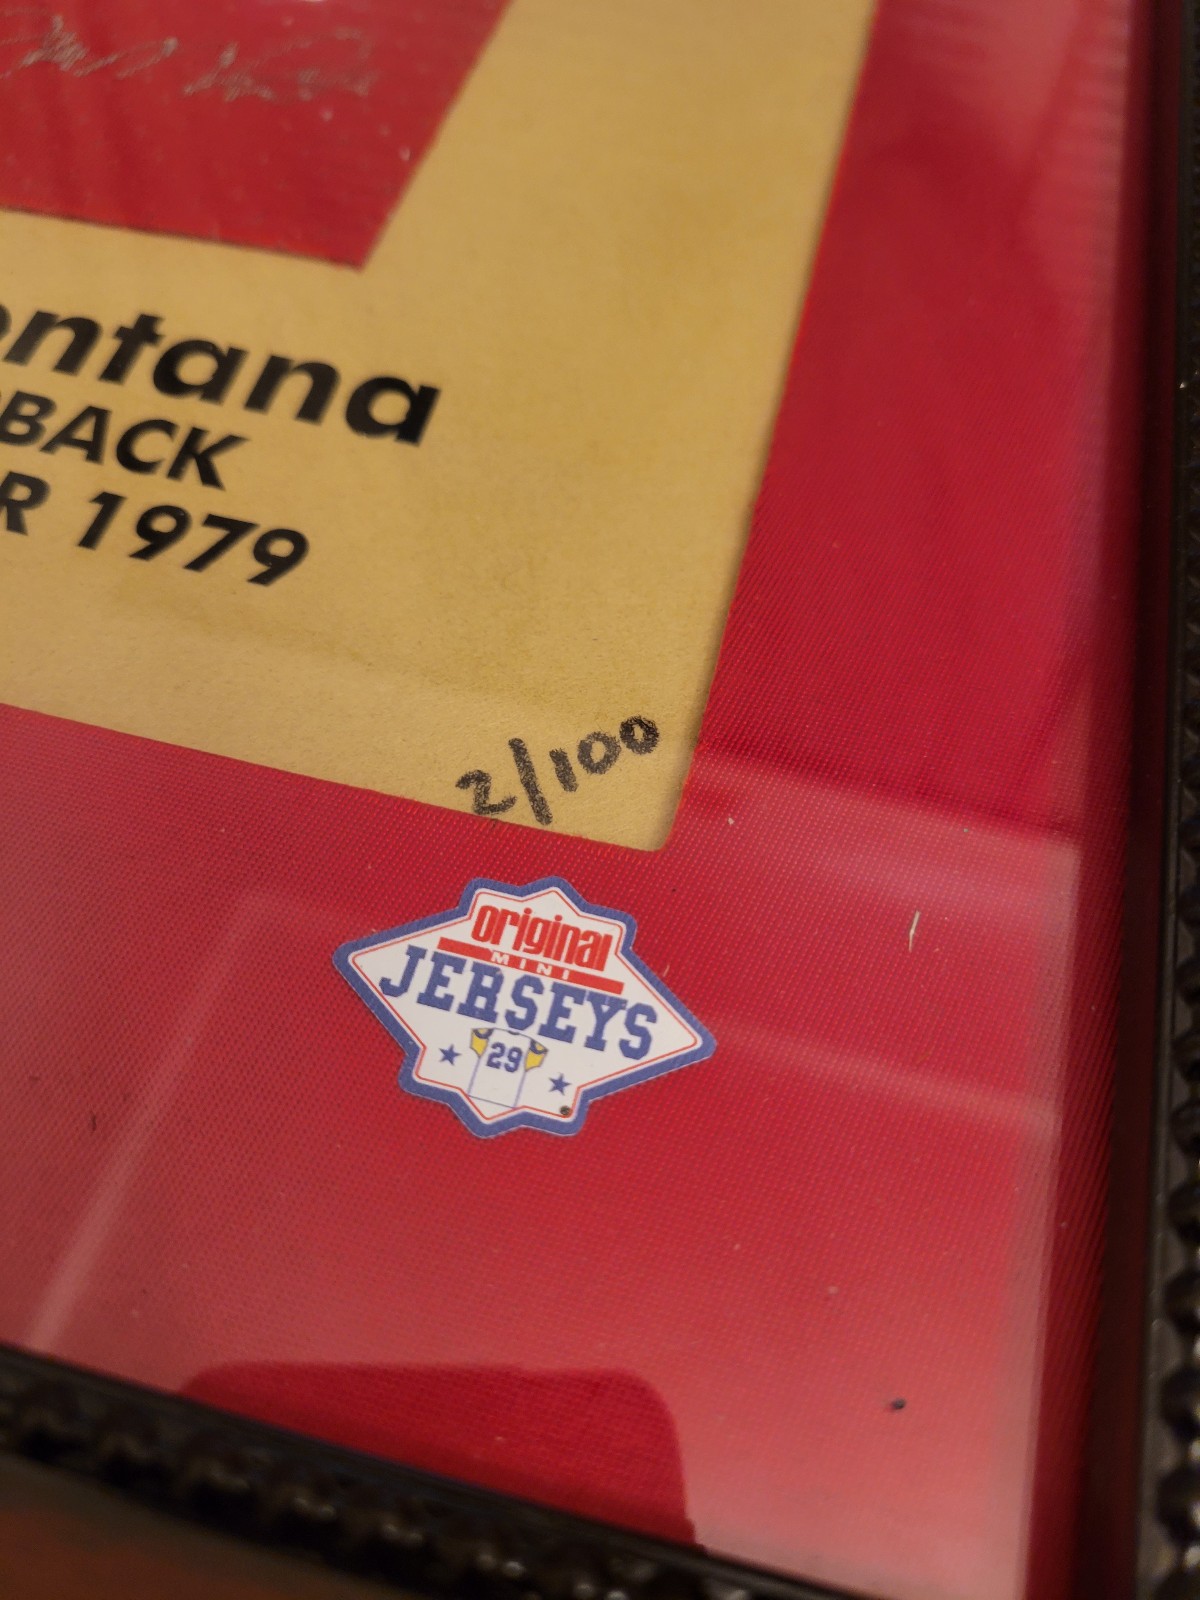 ontana
BACK
R 1979
2/100
original
MINI
JERSEYS
29